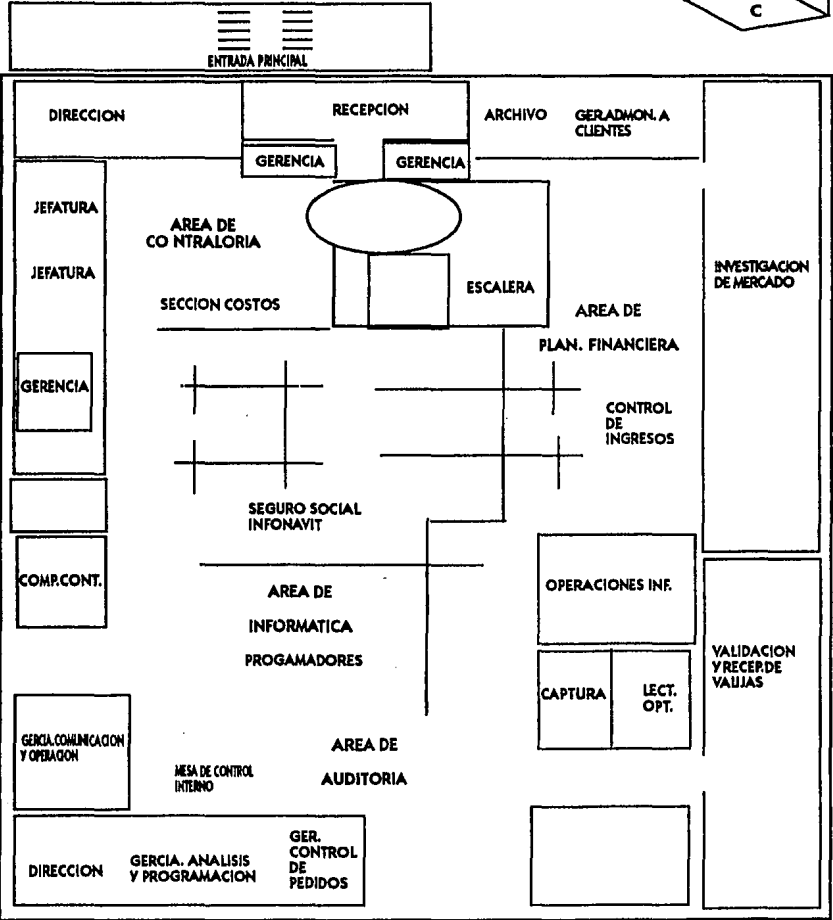 C
ENTRADA PRINCIPAL
DIRECCION
RECEPCION
ARCHIVO
GER.ADMON. A
CLIENTES
GERENCIA
GERENCIA
JEFATURA
AREA DE
CO NTRALORIA
JEFATURA
INVESTIGACION
DE MERCADO
ESCALERA
SECCION COSTOS
AREA DE
PLAN. FINANCIERA
GERENCIA
CONTROL
DE
INGRESOS
SEGURO SOCIAL
INFONAVIT
COMP.CONT.
AREA DE
INFORMATICA
PROGAMADORES
OPERACIONES INF.
VALIDACION
Y RECEP.DE
VALIJAS
CAPTURA
LECT.
OPT.
GERCIA.COMUNICACION
Y OPERACION
AREA DE
AUDITORIA
MESA DE CONTROL
INTERNO
DIRECCION
GERCIA. ANALISIS
Y PROGRAMACION
GER.
CONTROL
DE
PEDIDOS